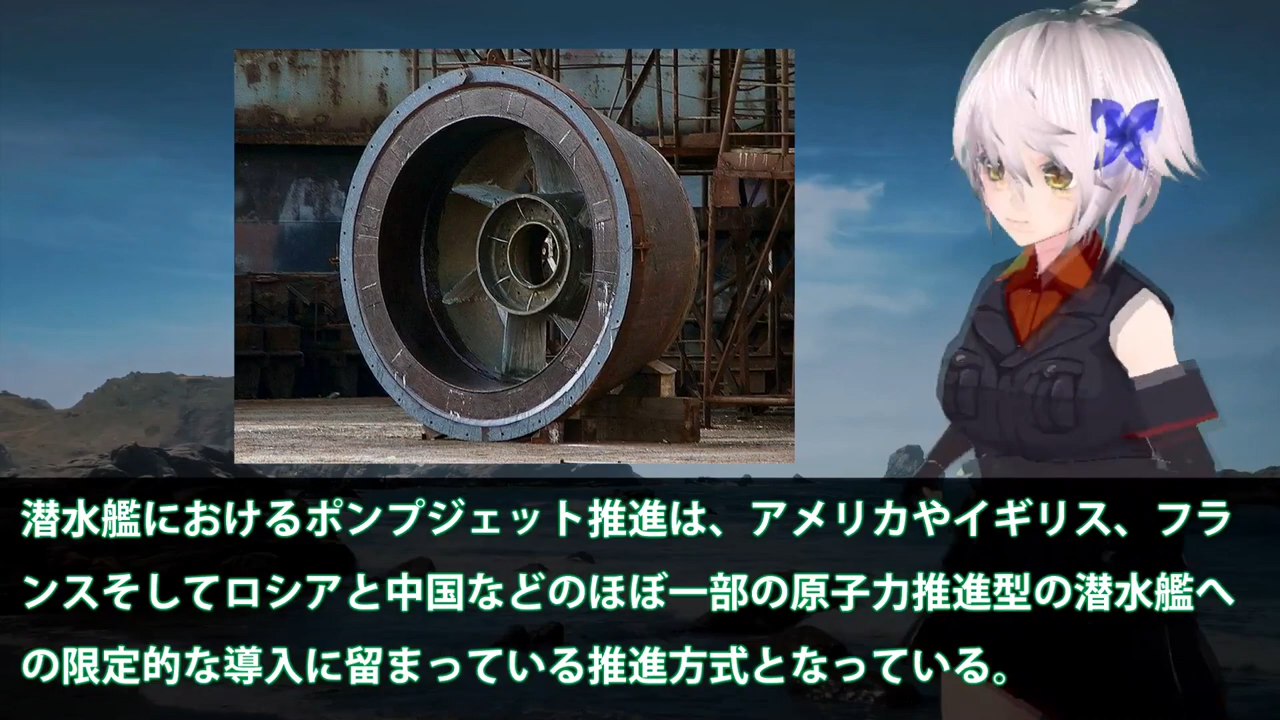 潜水艦におけるポンプジェット推進は、アメリカやイギリス、フラ
ンスそしてロシアと中国などのほぼ一部の原子力推進型の潜水艦へ
の限定的な導入に留まっている推進方式となっている。